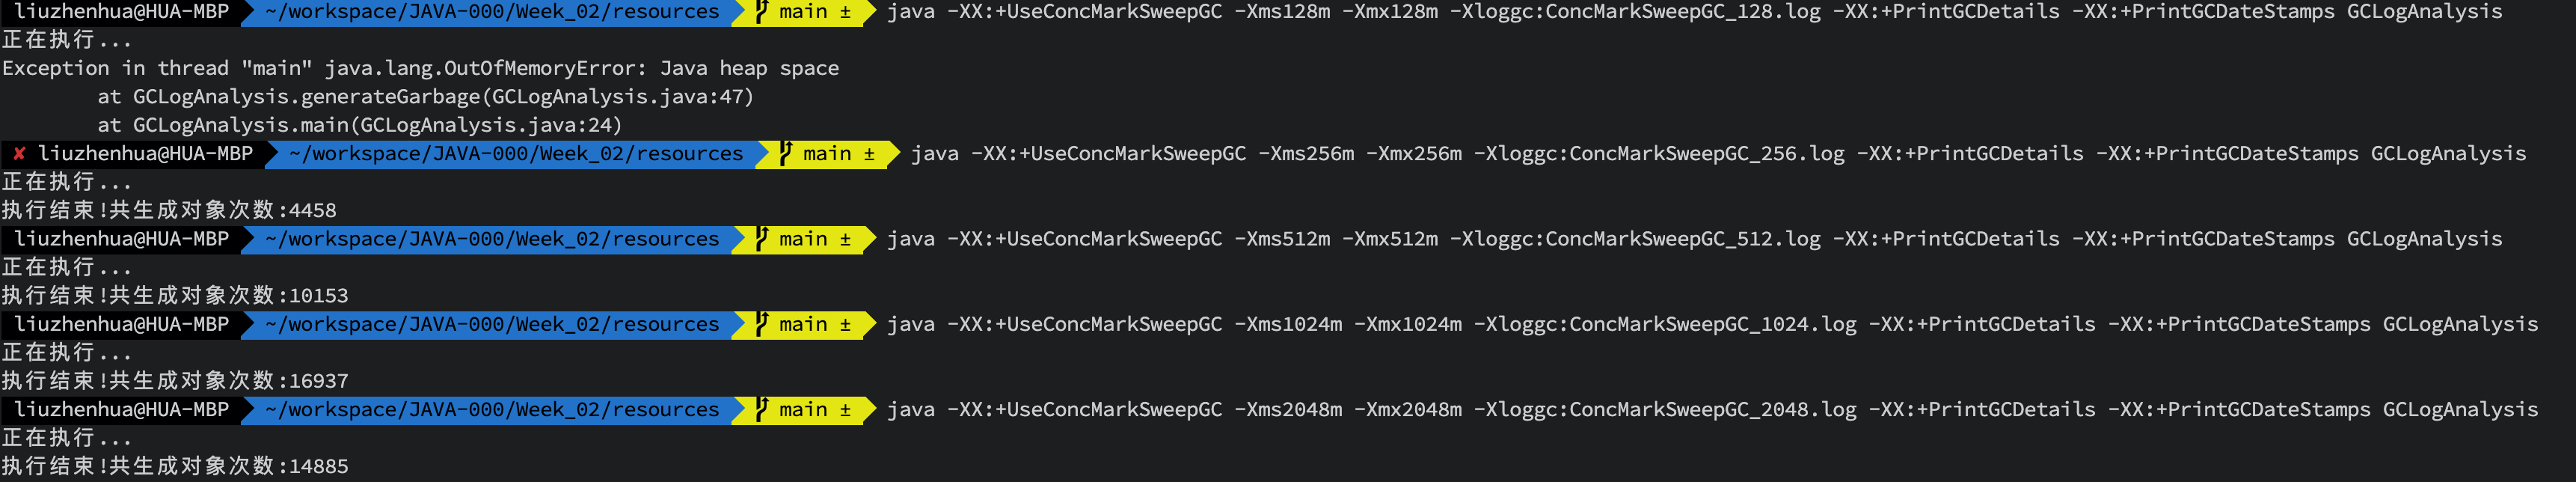 liuzhenhua@HUA-MBP ~/workspace/JAVA-000/Week_02/resources main ± java -XX:+UseConcMarkSweepGC -Xms128m -Xmx128m -Xloggc:ConcMarkSweepGC_128.log -XX:+PrintGCDetails -XX:+PrintGCDateStamps GCLogAnalysis
正在执行...
Exception in thread "main" java.lang.OutOfMemoryError: Java heap space
        at GCLogAnalysis.generateGarbage(GCLogAnalysis.java:47)
        at GCLogAnalysis.main(GCLogAnalysis.java:24)
✘ liuzhenhua@HUA-MBP ~/workspace/JAVA-000/Week_02/resources main ± java -XX:+UseConcMarkSweepGC -Xms256m -Xmx256m -Xloggc:ConcMarkSweepGC_256.log -XX:+PrintGCDetails -XX:+PrintGCDateStamps GCLogAnalysis
正在执行...
执行结束!共生成对象次数:4458
liuzhenhua@HUA-MBP ~/workspace/JAVA-000/Week_02/resources main ± java -XX:+UseConcMarkSweepGC -Xms512m -Xmx512m -Xloggc:ConcMarkSweepGC_512.log -XX:+PrintGCDetails -XX:+PrintGCDateStamps GCLogAnalysis
正在执行...
执行结束!共生成对象次数:10153
liuzhenhua@HUA-MBP ~/workspace/JAVA-000/Week_02/resources main ± java -XX:+UseConcMarkSweepGC -Xms1024m -Xmx1024m -Xloggc:ConcMarkSweepGC_1024.log -XX:+PrintGCDetails -XX:+PrintGCDateStamps GCLogAnalysis
正在执行...
执行结束!共生成对象次数:16937
liuzhenhua@HUA-MBP ~/workspace/JAVA-000/Week_02/resources main ± java -XX:+UseConcMarkSweepGC -Xms2048m -Xmx2048m -Xloggc:ConcMarkSweepGC_2048.log -XX:+PrintGCDetails -XX:+PrintGCDateStamps GCLogAnalysis
正在执行...
执行结束!共生成对象次数:14885